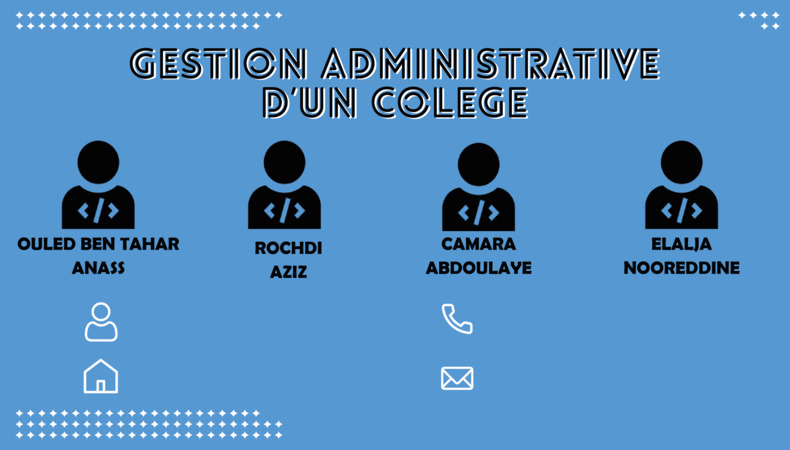 GESTION ADMINISTRATIVE
D'UN COLEGE
OULED BEN TAHAR
ANASS
ROCHDI
AZIZ
CAMARA
ABDOULAYE
ELALJA
NOOREDDINE